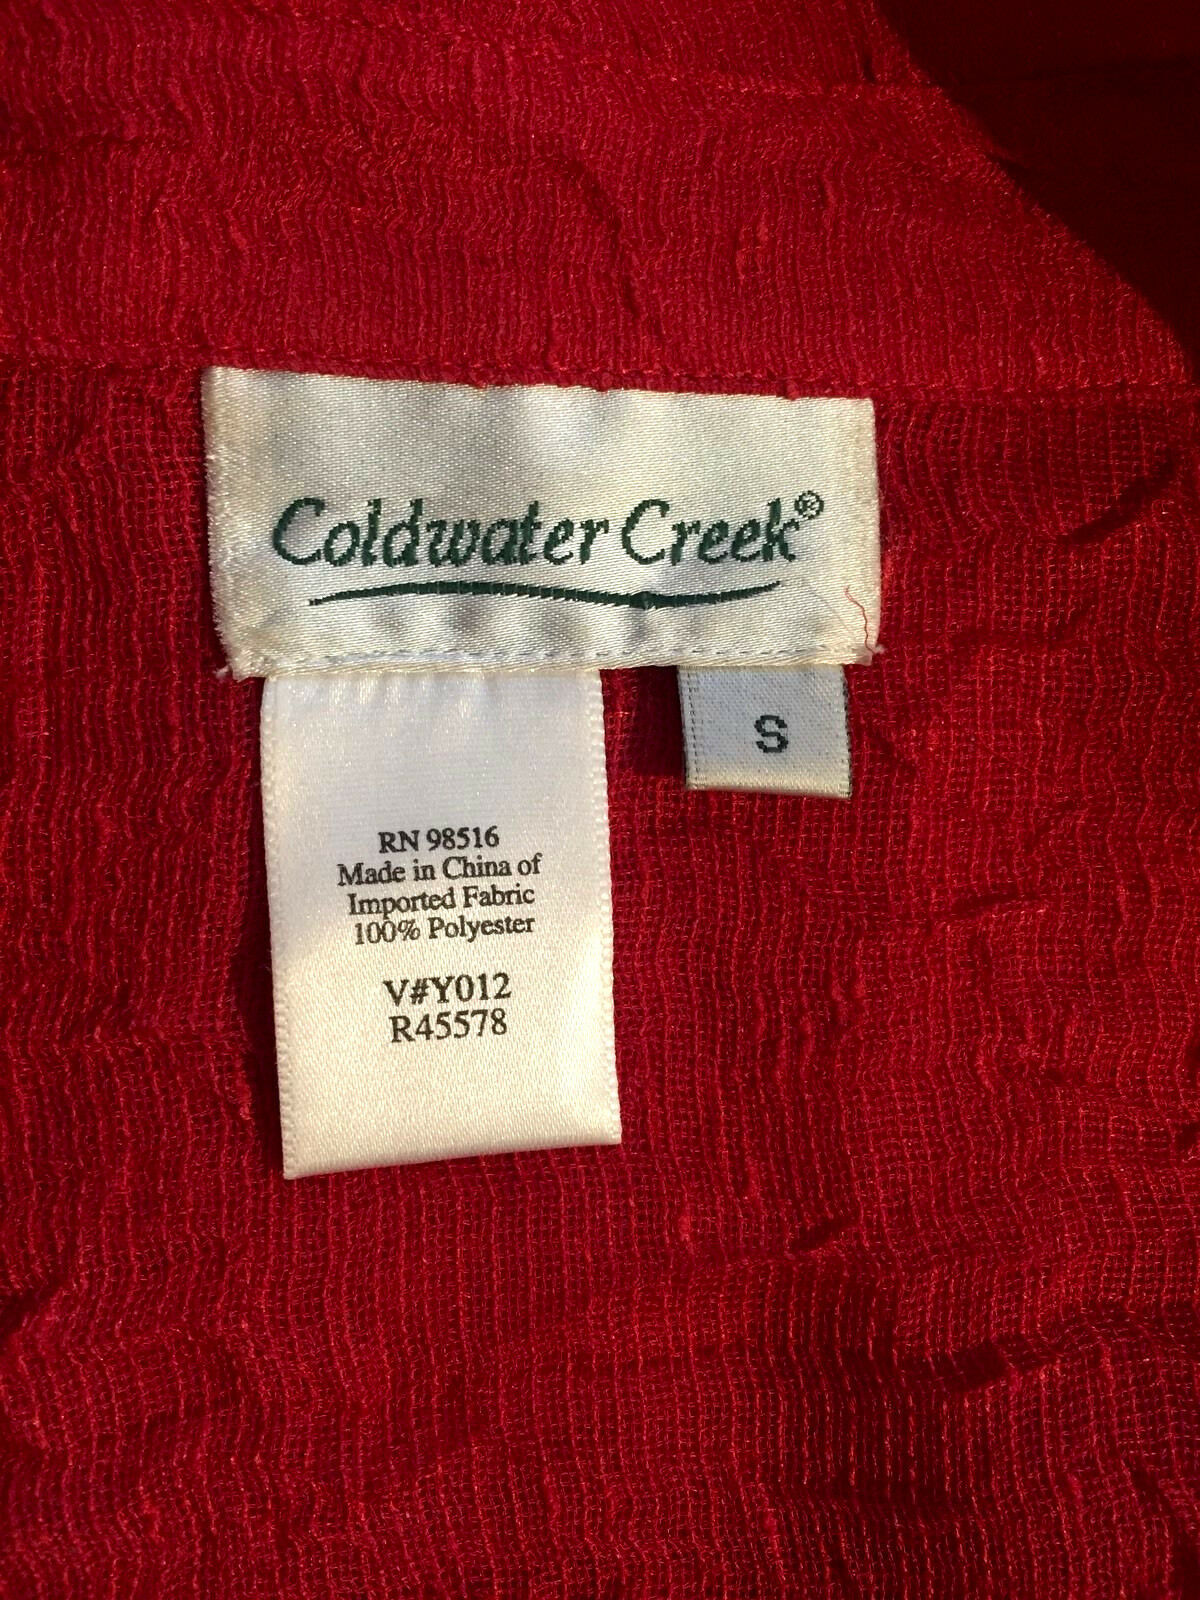 Coldwater Creek®
S
RN 98516
Made in China of
Imported Fabric
100% Polyester
V#Y012
R45578